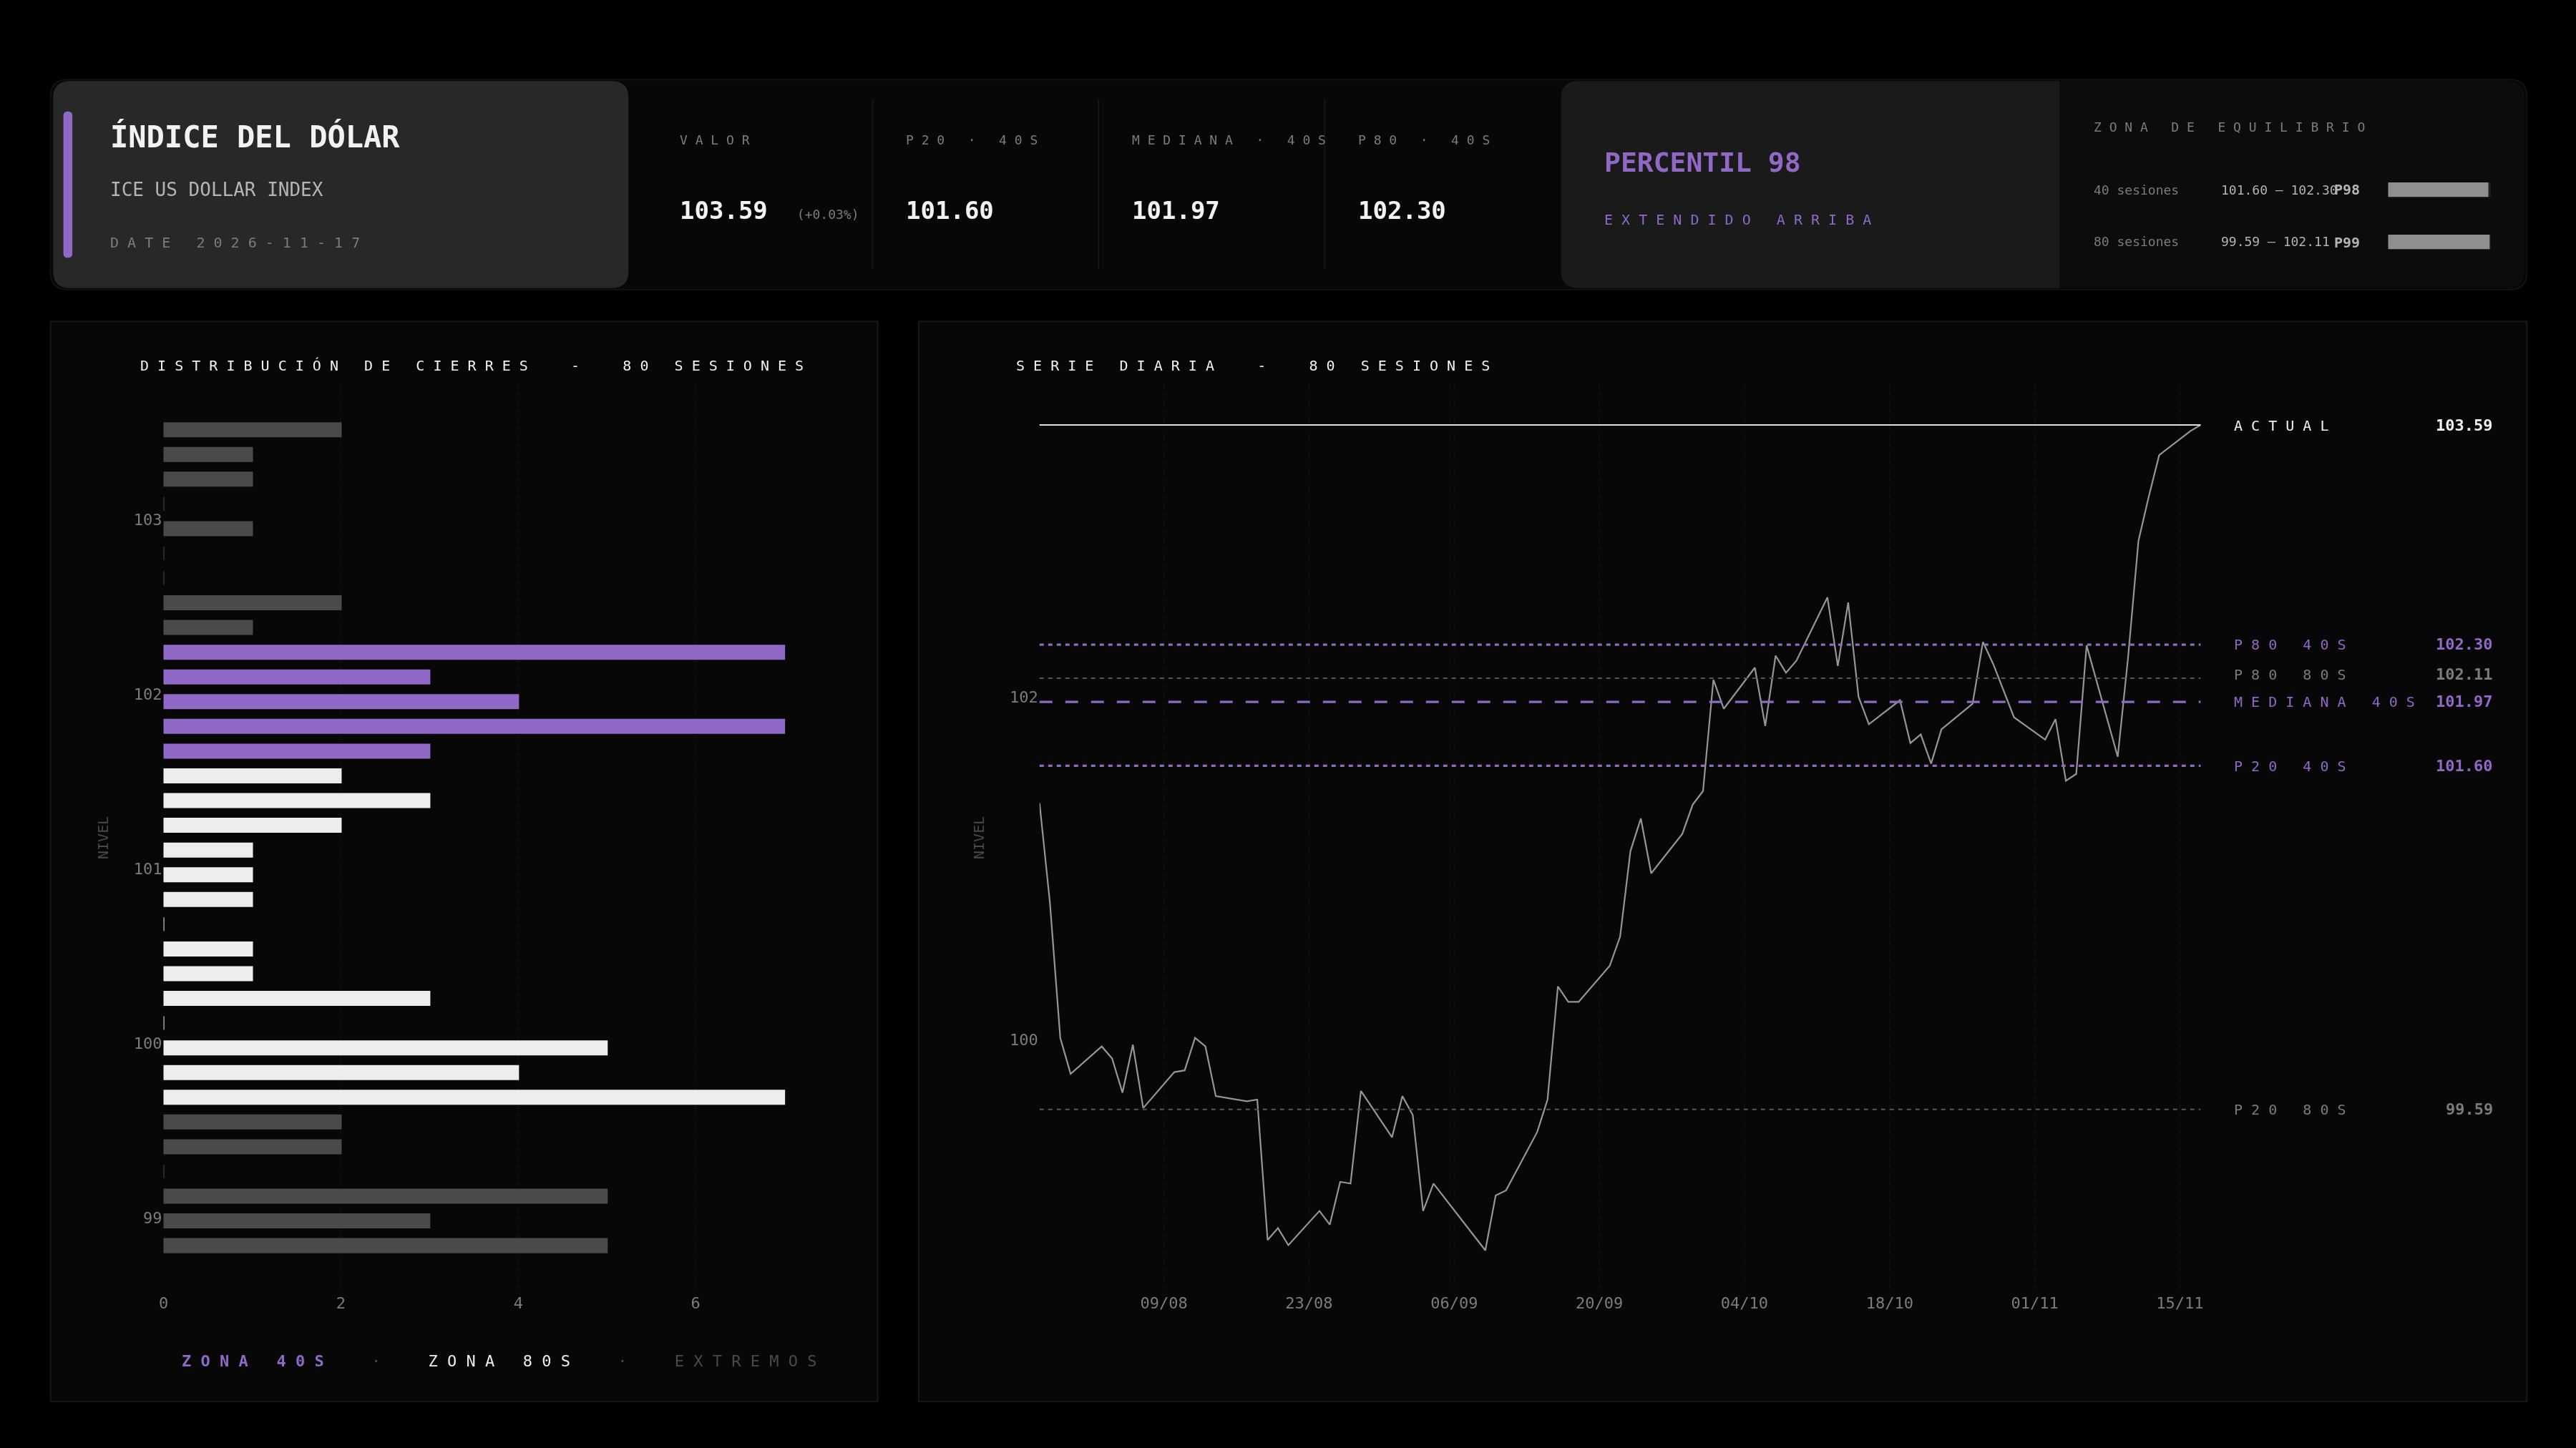 ÍNDICE DEL DÓLAR
ICE US DOLLAR INDEX
DATE 2026-11-17
VALOR
103.59 (+0.03%)
P20 · 40S
101.60
MEDIANA · 40S
101.97
P80 · 40S
102.30
PERCENTIL 98
EXTENDIDO ARRIBA
ZONA DE EQUILIBRIO
40 sesiones 101.60 – 102.30 P98
80 sesiones 99.59 – 102.11 P99
DISTRIBUCIÓN DE CIERRES - 80 SESIONES
NIVEL
103
102
101
100
99
0 2 4 6
ZONA 40S · ZONA 80S · EXTREMOS
SERIE DIARIA - 80 SESIONES
NIVEL
102
100
09/08 23/08 06/09 20/09 04/10 18/10 01/11 15/11
ACTUAL 103.59
P80 40S 102.30
P80 80S 102.11
MEDIANA 40S 101.97
P20 40S 101.60
P20 80S 99.59